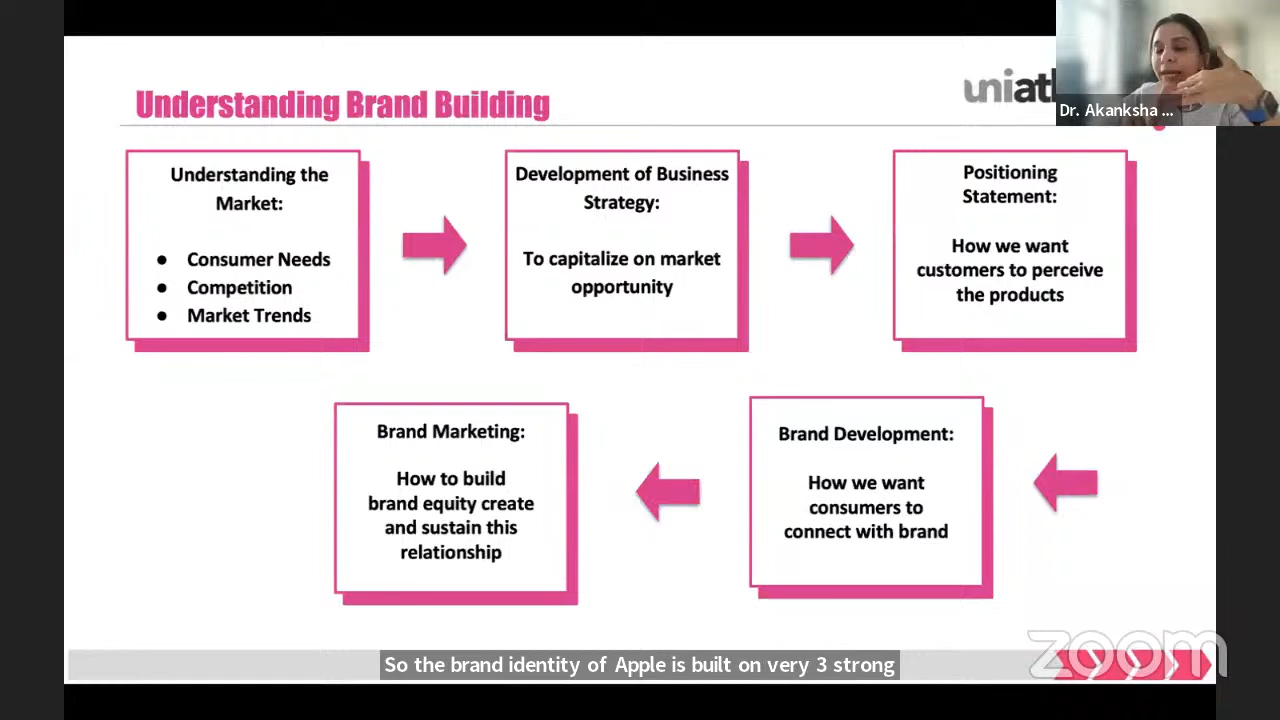 Understanding Brand Building
uniatl
Dr. Akanksha ...
Understanding the
Market:
● Consumer Needs
● Competition
● Market Trends
Development of Business
Strategy:
To capitalize on market
opportunity
Positioning
Statement:
How we want
customers to perceive
the products
Brand Marketing:
How to build
brand equity create
and sustain this
relationship
Brand Development:
How we want
consumers to
connect with brand
So the brand identity of Apple is built on very 3 strong
zoom